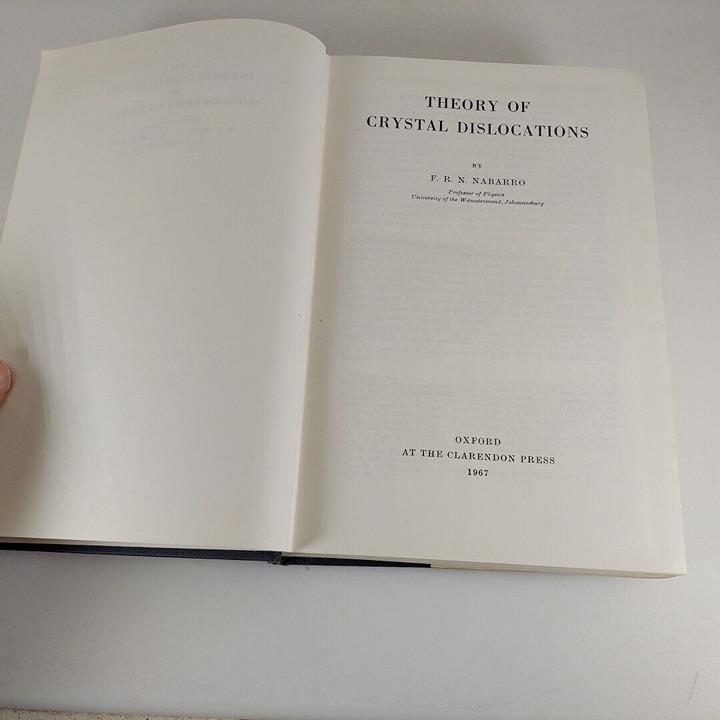 THEORY OF
CRYSTAL DISLOCATIONS
BY
F. R. N. NABARRO
Professor of Physics
University of the Witwatersrand, Johannesburg
OXFORD
AT THE CLARENDON PRESS
1967